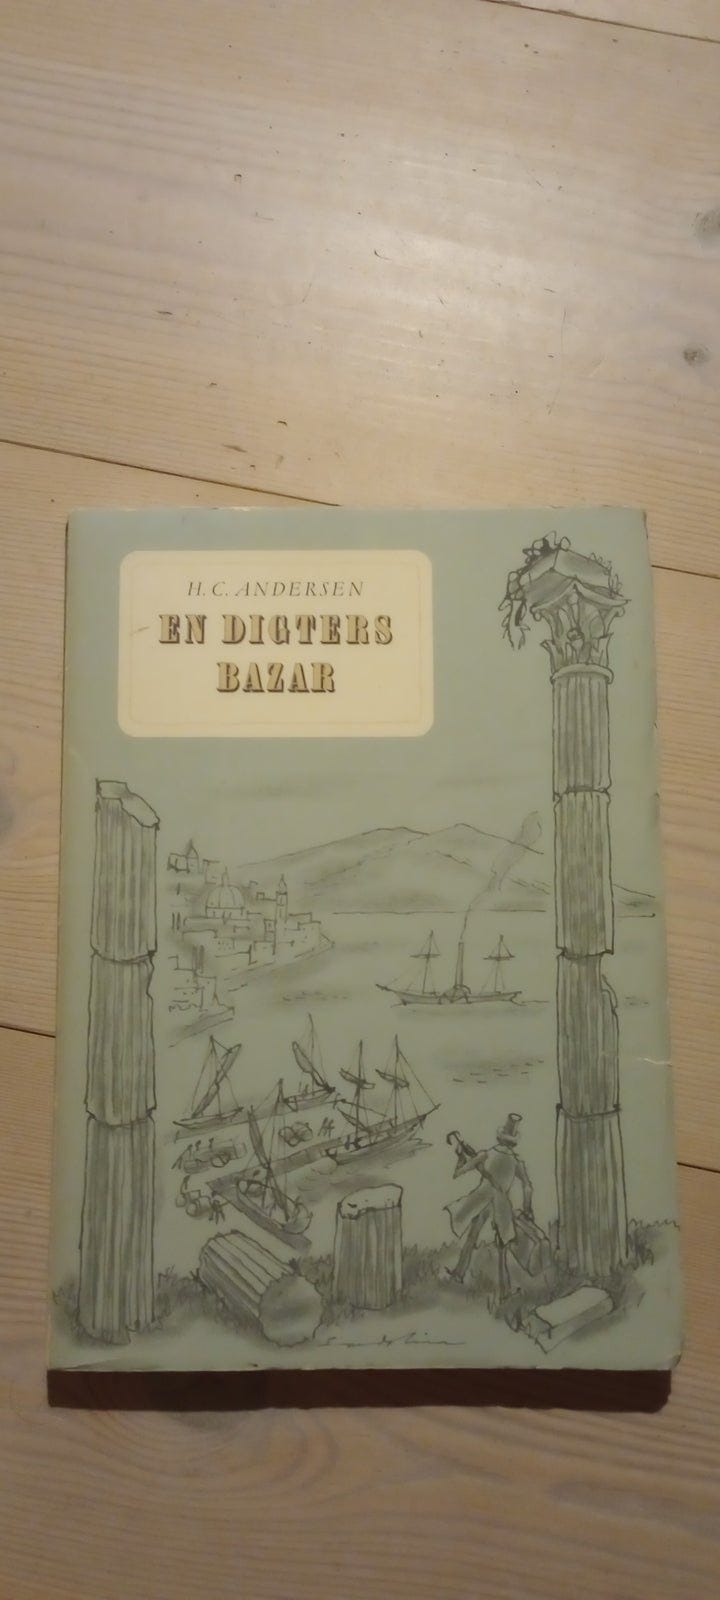 H. C. ANDERSEN
EN DIGTERS
BAZAR